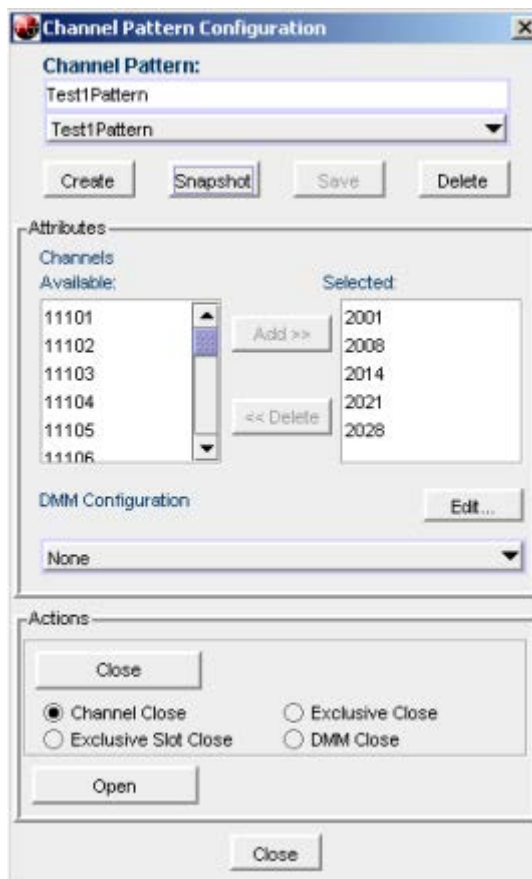 Channel Pattern Configuration
Channel Pattern:
Test1Pattern
Test1Pattern
Create Snapshot Save Delete
Attributes
Channels
Available: Selected:
11101 Add >> 2001
11102 2008
11103 2014
11104 << Delete 2021
11105 2028
11106
DMM Configuration Edit...
None
Actions
Close
Channel Close Exclusive Close
Exclusive Slot Close DMM Close
Open
Close